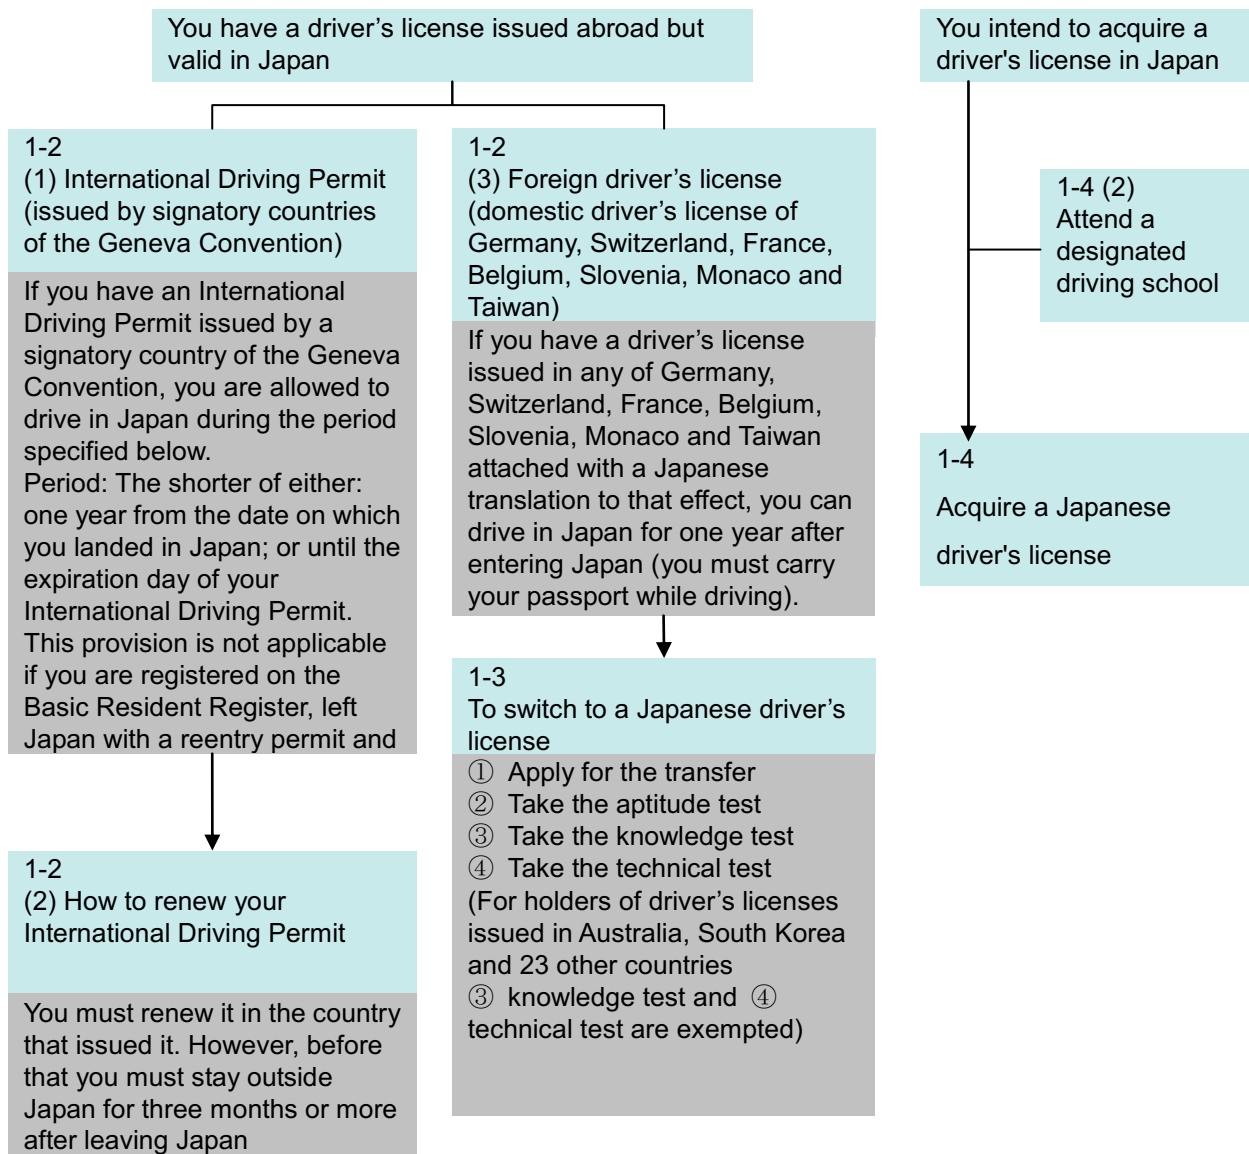 You have a driver’s license issued abroad but
valid in Japan
You intend to acquire a
driver's license in Japan
1-2
(1) International Driving Permit
(issued by signatory countries
of the Geneva Convention)
If you have an International
Driving Permit issued by a
signatory country of the Geneva
Convention, you are allowed to
drive in Japan during the period
specified below.
Period: The shorter of either:
one year from the date on which
you landed in Japan; or until the
expiration day of your
International Driving Permit.
This provision is not applicable
if you are registered on the
Basic Resident Register, left
Japan with a reentry permit and
1-2
(2) How to renew your
International Driving Permit
You must renew it in the country
that issued it. However, before
that you must stay outside
Japan for three months or more
after leaving Japan
1-2
(3) Foreign driver’s license
(domestic driver’s license of
Germany, Switzerland, France,
Belgium, Slovenia, Monaco and
Taiwan)
If you have a driver’s license
issued in any of Germany,
Switzerland, France, Belgium,
Slovenia, Monaco and Taiwan
attached with a Japanese
translation to that effect, you can
drive in Japan for one year after
entering Japan (you must carry
your passport while driving).
1-3
To switch to a Japanese driver’s
license
① Apply for the transfer
② Take the aptitude test
③ Take the knowledge test
④ Take the technical test
(For holders of driver’s licenses
issued in Australia, South Korea
and 23 other countries
③ knowledge test and ④
technical test are exempted)
1-4 (2)
Attend a
designated
driving school
1-4
Acquire a Japanese
driver's license